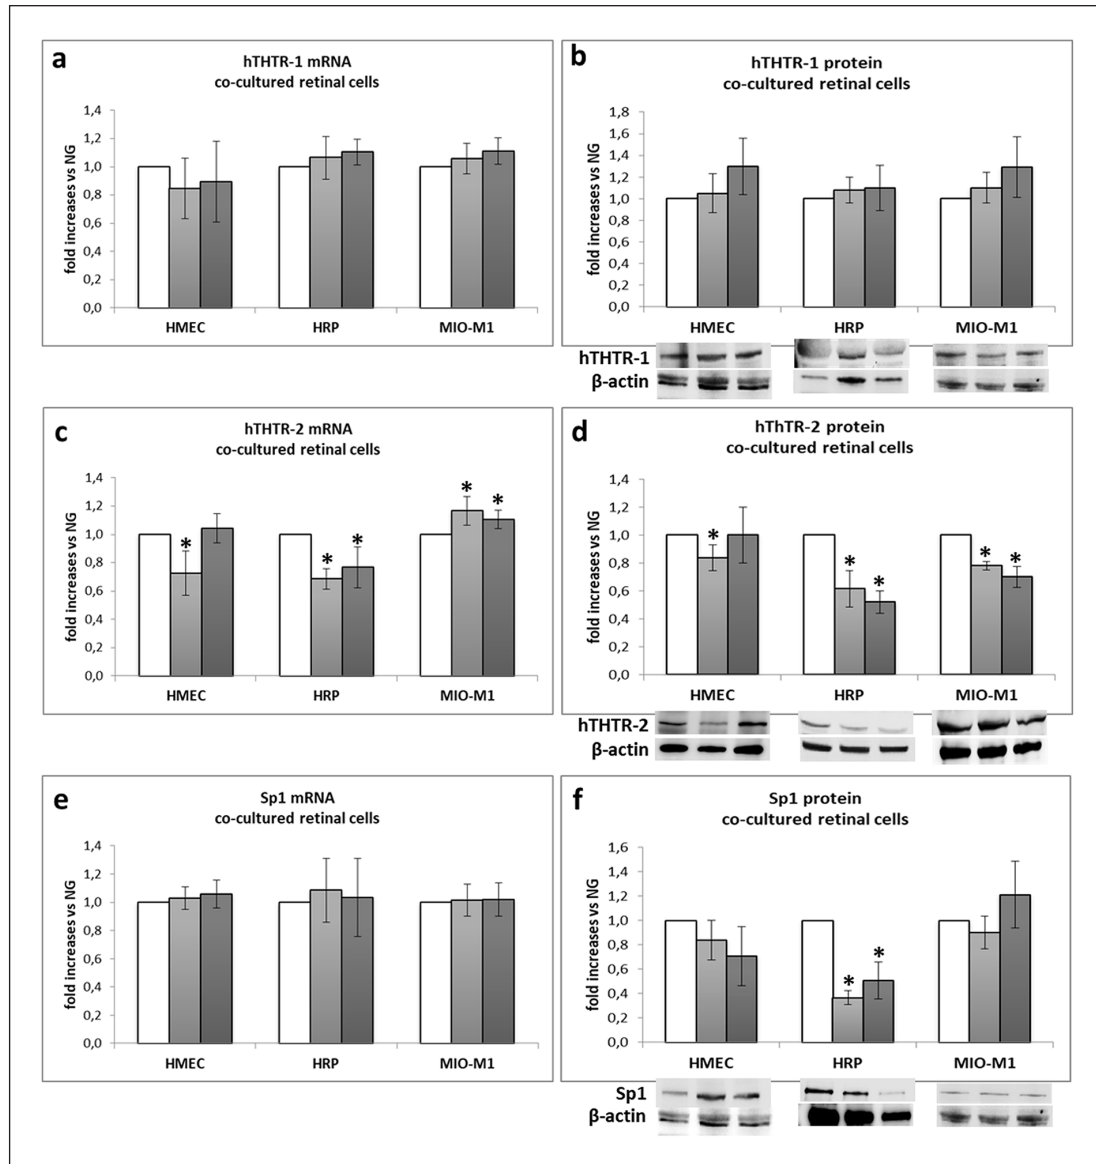 a
hTHTR-1 mRNA
co-cultured retinal cells
fold increases vs NG
1,4
1,2
1,0
0,8
0,6
0,4
0,2
0,0
HMEC
HRP
MIO-M1
b
hTHTR-1 protein
co-cultured retinal cells
fold increases vs NG
1,8
1,6
1,4
1,2
1,0
0,8
0,6
0,4
0,2
0,0
HMEC
HRP
MIO-M1
hTHTR-1
β-actin
c
hTHTR-2 mRNA
co-cultured retinal cells
fold increases vs NG
1,4
1,2
1,0
0,8
0,6
0,4
0,2
0,0
*
*
*
*
*
HMEC
HRP
MIO-M1
d
hThTR-2 protein
co-cultured retinal cells
fold increases vs NG
1,4
1,2
1,0
0,8
0,6
0,4
0,2
0,0
*
*
*
*
*
HMEC
HRP
MIO-M1
hTHTR-2
β-actin
e
Sp1 mRNA
co-cultured retinal cells
fold increases vs NG
1,4
1,2
1,0
0,8
0,6
0,4
0,2
0,0
HMEC
HRP
MIO-M1
f
Sp1 protein
co-cultured retinal cells
fold increases vs NG
1,6
1,4
1,2
1,0
0,8
0,6
0,4
0,2
0,0
*
*
HMEC
HRP
MIO-M1
Sp1
β-actin